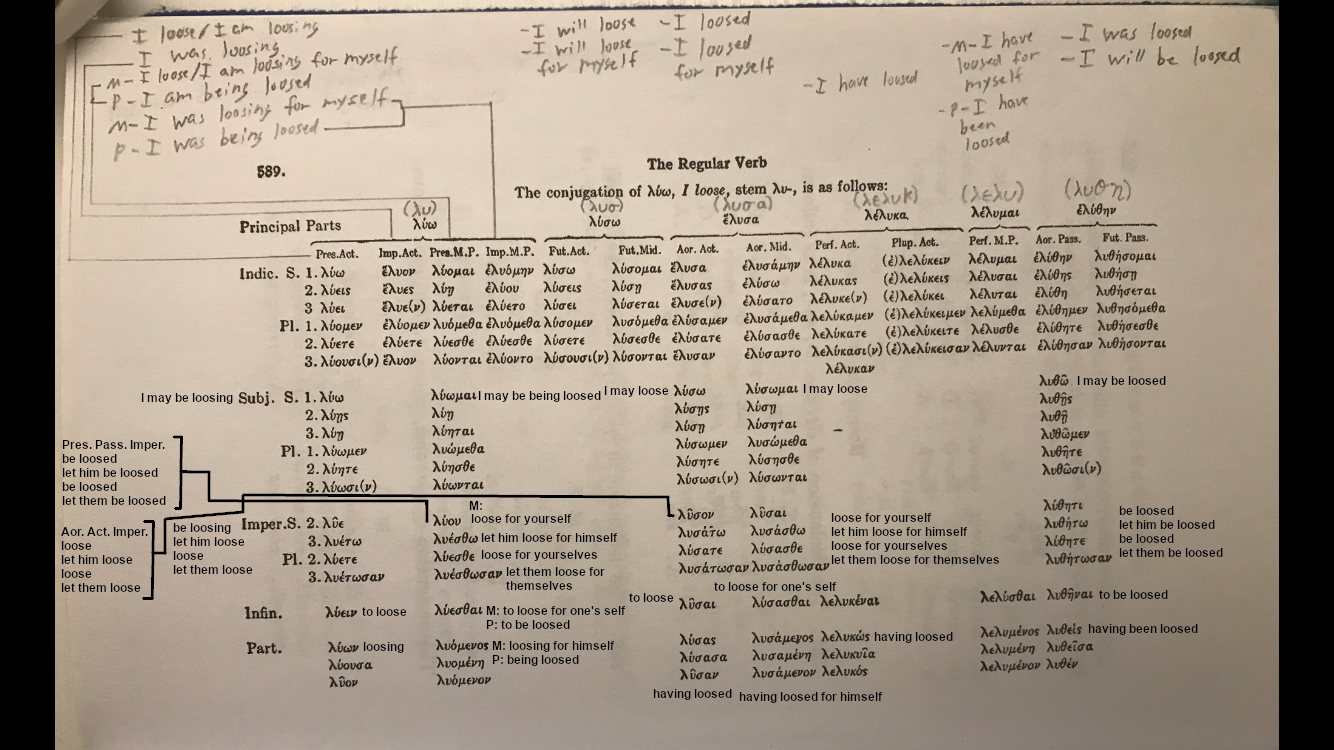 I loose/I am loosing
I was loosing
M-I loose/I am loosing for myself
P-I am being loosed
M-I was loosing for myself
P-I was being loosed
-I will loose -I loosed
-I will loose -I loosed
for myself for myself
-I have loosed
-M-I have loosed for myself
-P-I have been loosed
-I was loosed
-I will be loosed
589.
The Regular Verb
The conjugation of λύω, I loose, stem λυ-, is as follows:
(λυ) (λυσ) (λυσα) (λελυκ) (λελυ) (λυθη)
Principal Parts λύω λύσω ἔλυσα λέλυκα λέλυμαι ἐλύθην
Pres.Act. Imp.Act. Pres.M.P. Imp.M.P. Fut.Act. Fut.Mid. Aor. Act. Aor. Mid. Perf. Act. Plup. Act. Perf. M.P. Aor. Pass. Fut. Pass.
Indic. S. 1. λύω ἔλυον λύομαι ἐλυόμην λύσω λύσομαι ἔλυσα ἐλυσάμην λέλυκα (ἐ)λελύκειν λέλυμαι ἐλύθην λυθήσομαι
2. λύεις ἔλυες λύῃ ἐλύου λύσεις λύσῃ ἔλυσας ἐλύσω λέλυκας (ἐ)λελύκεις λέλυσαι ἐλύθης λυθήσῃ
3 λύει ἔλυε(ν) λύεται ἐλύετο λύσει λύσεται ἔλυσε(ν) ἐλύσατο λέλυκε(ν) (ἐ)λελύκει λέλυται ἐλύθη λυθήσεται
Pl. 1. λύομεν ἐλύομεν λυόμεθα ἐλυόμεθα λύσομεν λυσόμεθα ἐλύσαμεν ἐλυσάμεθα λελύκαμεν (ἐ)λελύκειμεν λελύμεθα ἐλύθημεν λυθησόμεθα
2. λύετε ἐλύετε λύεσθε ἐλύεσθε λύσετε λύσεσθε ἐλύσατε ἐλύσασθε λελύκατε (ἐ)λελύκειτε λέλυσθε ἐλύθητε λυθήσεσθε
3. λύουσι(ν) ἔλυον λύονται ἐλύοντο λύσουσι(ν) λύσονται ἔλυσαν ἐλύσαντο λελύκασι(ν) (ἐ)λελύκεισαν λέλυνται ἐλύθησαν λυθήσονται
λέλυκαν
I may be loosing Subj. S. 1. λύω λύωμαι I may be being loosed I may loose λύσω λύσωμαι I may loose λυθῶ I may be loosed
2. λύῃς λύῃ λύσῃς λύσῃ λυθῇς
3. λύῃ λύηται λύσῃ λύσηται λυθῇ
Pl. 1. λύωμεν λυώμεθα λύσωμεν λυσώμεθα λυθῶμεν
2. λύητε λύησθε λύσητε λύσησθε λυθῆτε
3. λύωσι(ν) λύωνται λύσωσι(ν) λύσωνται λυθῶσι(ν)
Pres. Pass. Imper.
be loosed
let him be loosed
be loosed
let them be loosed
Aor. Act. Imper.
loose
let him loose
loose
let them loose
be loosing
let him loose
loose
let them loose
M:
Imper.S. 2. λῦε λύου loose for yourself λῦσον λῦσαι loose for yourself λύθητι be loosed
3. λυέτω λυέσθω let him loose for himself λυσάτω λυσάσθω let him loose for himself λυθήτω let him be loosed
Pl. 2. λύετε λύεσθε loose for yourselves λύσατε λύσασθε loose for yourselves λύθητε be loosed
3. λυέτωσαν λυέσθωσαν let them loose for themselves λυσάτωσαν λυσάσθωσαν let them loose for themselves λυθήτωσαν let them be loosed
to loose for one's self
Infin. λύειν to loose λύεσθαι M: to loose for one's self to loose λῦσαι λύσασθαι λελυκέναι λελύσθαι λυθῆναι to be loosed
P: to be loosed
Part. λύων loosing λυόμενος M: loosing for himself λύσας λυσάμενος λελυκώς having loosed λελυμένος λυθείς having been loosed
λύουσα λυομένη P: being loosed λύσασα λυσαμένη λελυκυῖα λελυμένη λυθεῖσα
λῦον λυόμενον λῦσαν λυσάμενον λελυκός λελυμένον λυθέν
having loosed having loosed for himself